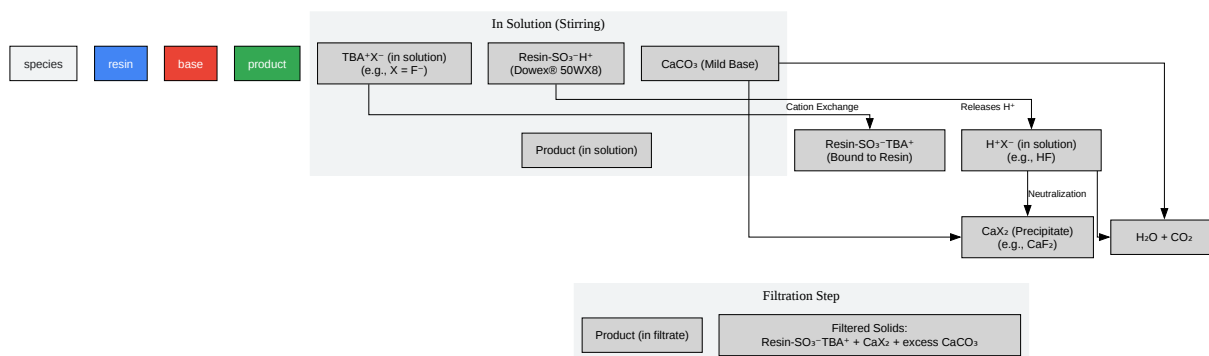 In Solution (Stirring)
species
resin
base
product
TBA⁺X⁻ (in solution)
(e.g., X = F⁻)
Resin-SO₃⁻H⁺
(Dowex® 50WX8)
CaCO₃ (Mild Base)
Cation Exchange
Releases H⁺
Product (in solution)
Resin-SO₃⁻TBA⁺
(Bound to Resin)
H⁺X⁻ (in solution)
(e.g., HF)
Neutralization
CaX₂ (Precipitate)
(e.g., CaF₂)
H₂O + CO₂
Filtration Step
Product (in filtrate)
Filtered Solids:
Resin-SO₃⁻TBA⁺ + CaX₂ + excess CaCO₃